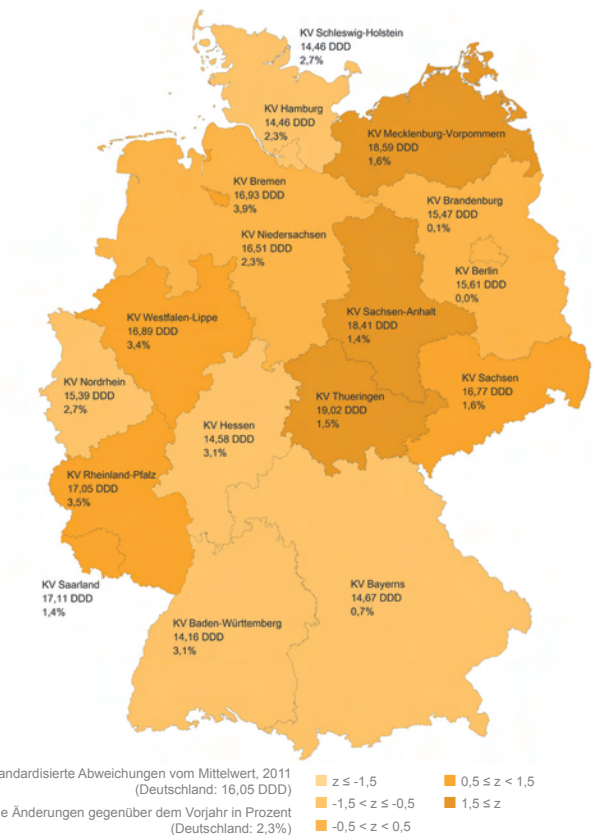 KV Schleswig-Holstein
14,46 DDD
2,7%
KV Hamburg
14,46 DDD
2,3%
KV Mecklenburg-Vorpommern
18,59 DDD
1,6%
KV Bremen
16,93 DDD
3,9%
KV Brandenburg
15,47 DDD
0,1%
KV Niedersachsen
16,51 DDD
2,3%
KV Berlin
15,61 DDD
0,0%
KV Westfalen-Lippe
16,89 DDD
3,4%
KV Sachsen-Anhalt
18,41 DDD
1,4%
KV Nordrhein
15,39 DDD
2,7%
KV Thueringen
19,02 DDD
1,5%
KV Sachsen
16,77 DDD
1,6%
KV Hessen
14,58 DDD
3,1%
KV Rheinland-Pfalz
17,05 DDD
3,5%
KV Saarland
17,11 DDD
1,4%
KV Bayerns
14,67 DDD
0,7%
KV Baden-Württemberg
14,16 DDD
3,1%
andardisierte Abweichungen vom Mittelwert, 2011
(Deutschland: 16,05 DDD)
e Änderungen gegenüber dem Vorjahr in Prozent
(Deutschland: 2,3%)
z ≤ -1,5
-1,5 < z ≤ -0,5
-0,5 < z < 0,5
0,5 ≤ z < 1,5
1,5 ≤ z